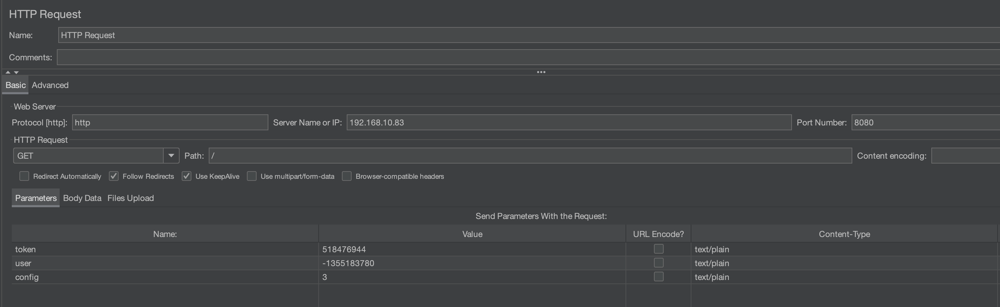 HTTP Request
Name: HTTP Request
Comments:
Basic Advanced
Web Server
Protocol [http]: http Server Name or IP: 192.168.10.83 Port Number: 8080
HTTP Request
GET Path: / Content encoding:
Redirect Automatically Follow Redirects Use KeepAlive Use multipart/form-data Browser-compatible headers
Parameters Body Data Files Upload
Send Parameters With the Request:
Name: Value URL Encode? Content-Type
token 518476944 text/plain
user -1355183780 text/plain
config 3 text/plain